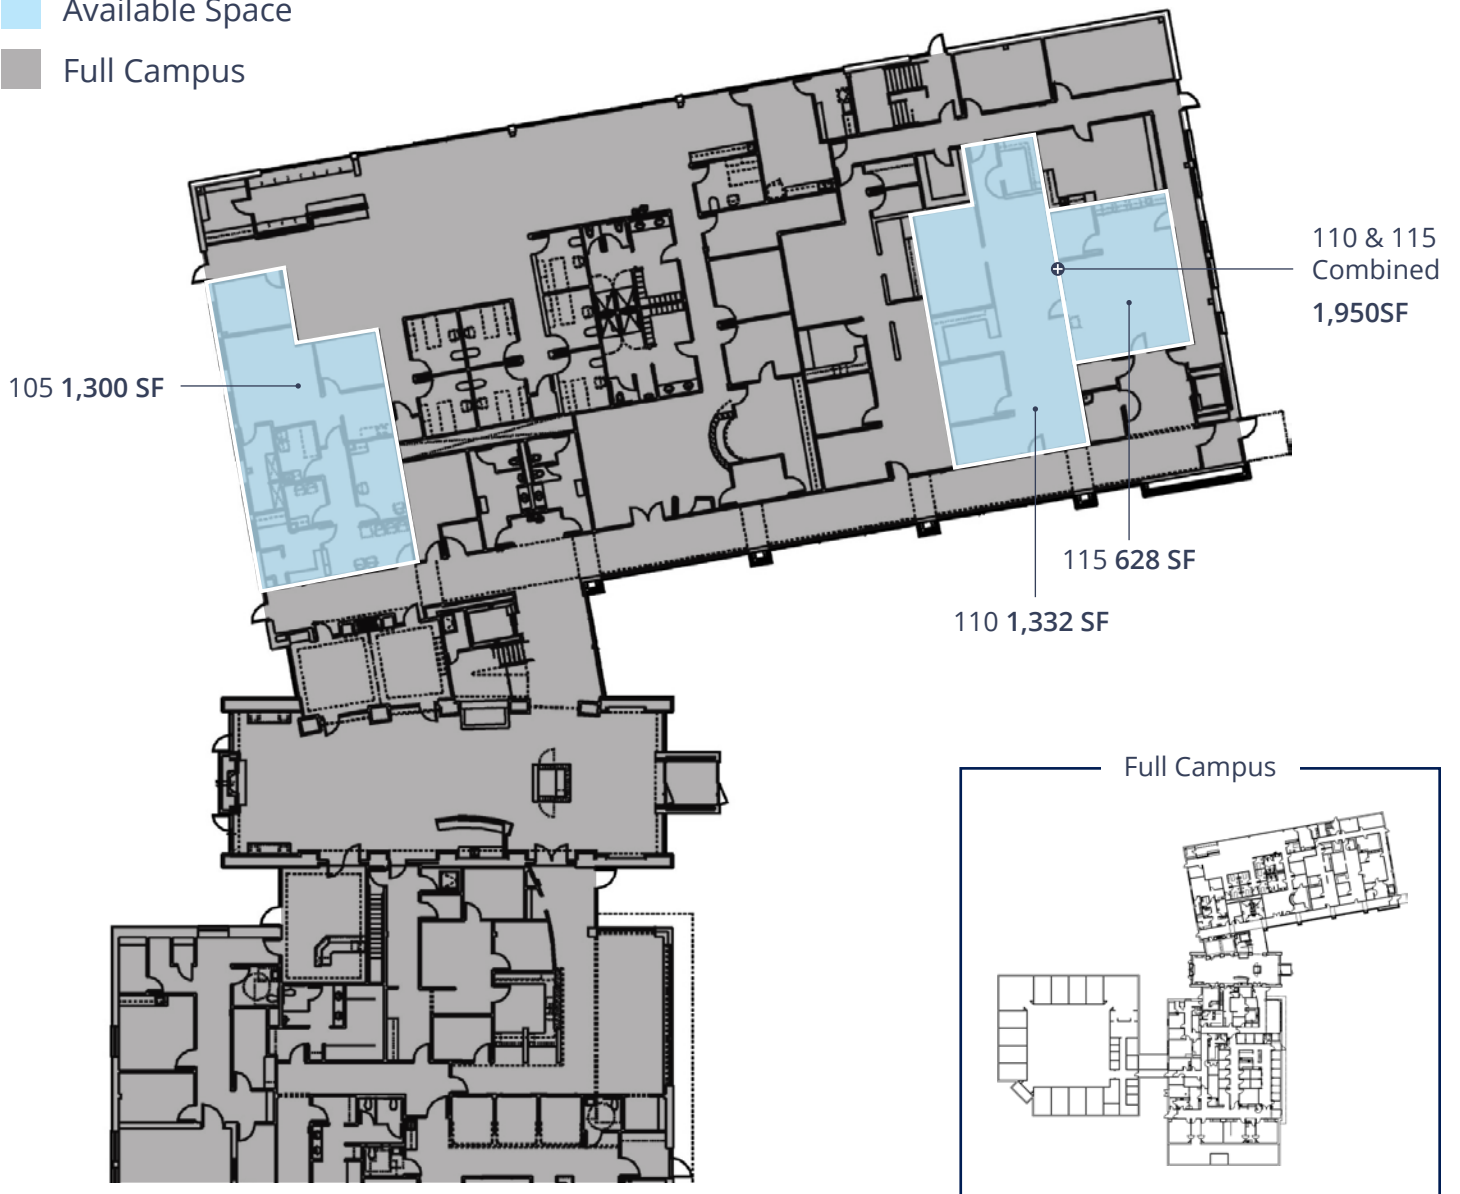 Available Space
Full Campus
110 & 115
Combined
1,950SF
105 1,300 SF
115 628 SF
110 1,332 SF
Full Campus